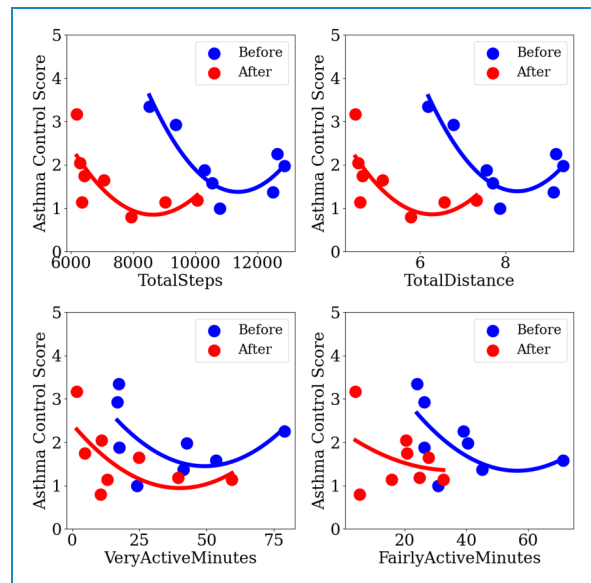 5
4
3
2
1
0
Asthma Control Score
Before
After
6000 8000 10000 12000
TotalSteps
5
4
3
2
1
0
Asthma Control Score
Before
After
6 8
TotalDistance
5
4
3
2
1
0
Asthma Control Score
Before
After
0 25 50 75
VeryActiveMinutes
5
4
3
2
1
0
Asthma Control Score
Before
After
20 40 60
FairlyActiveMinutes